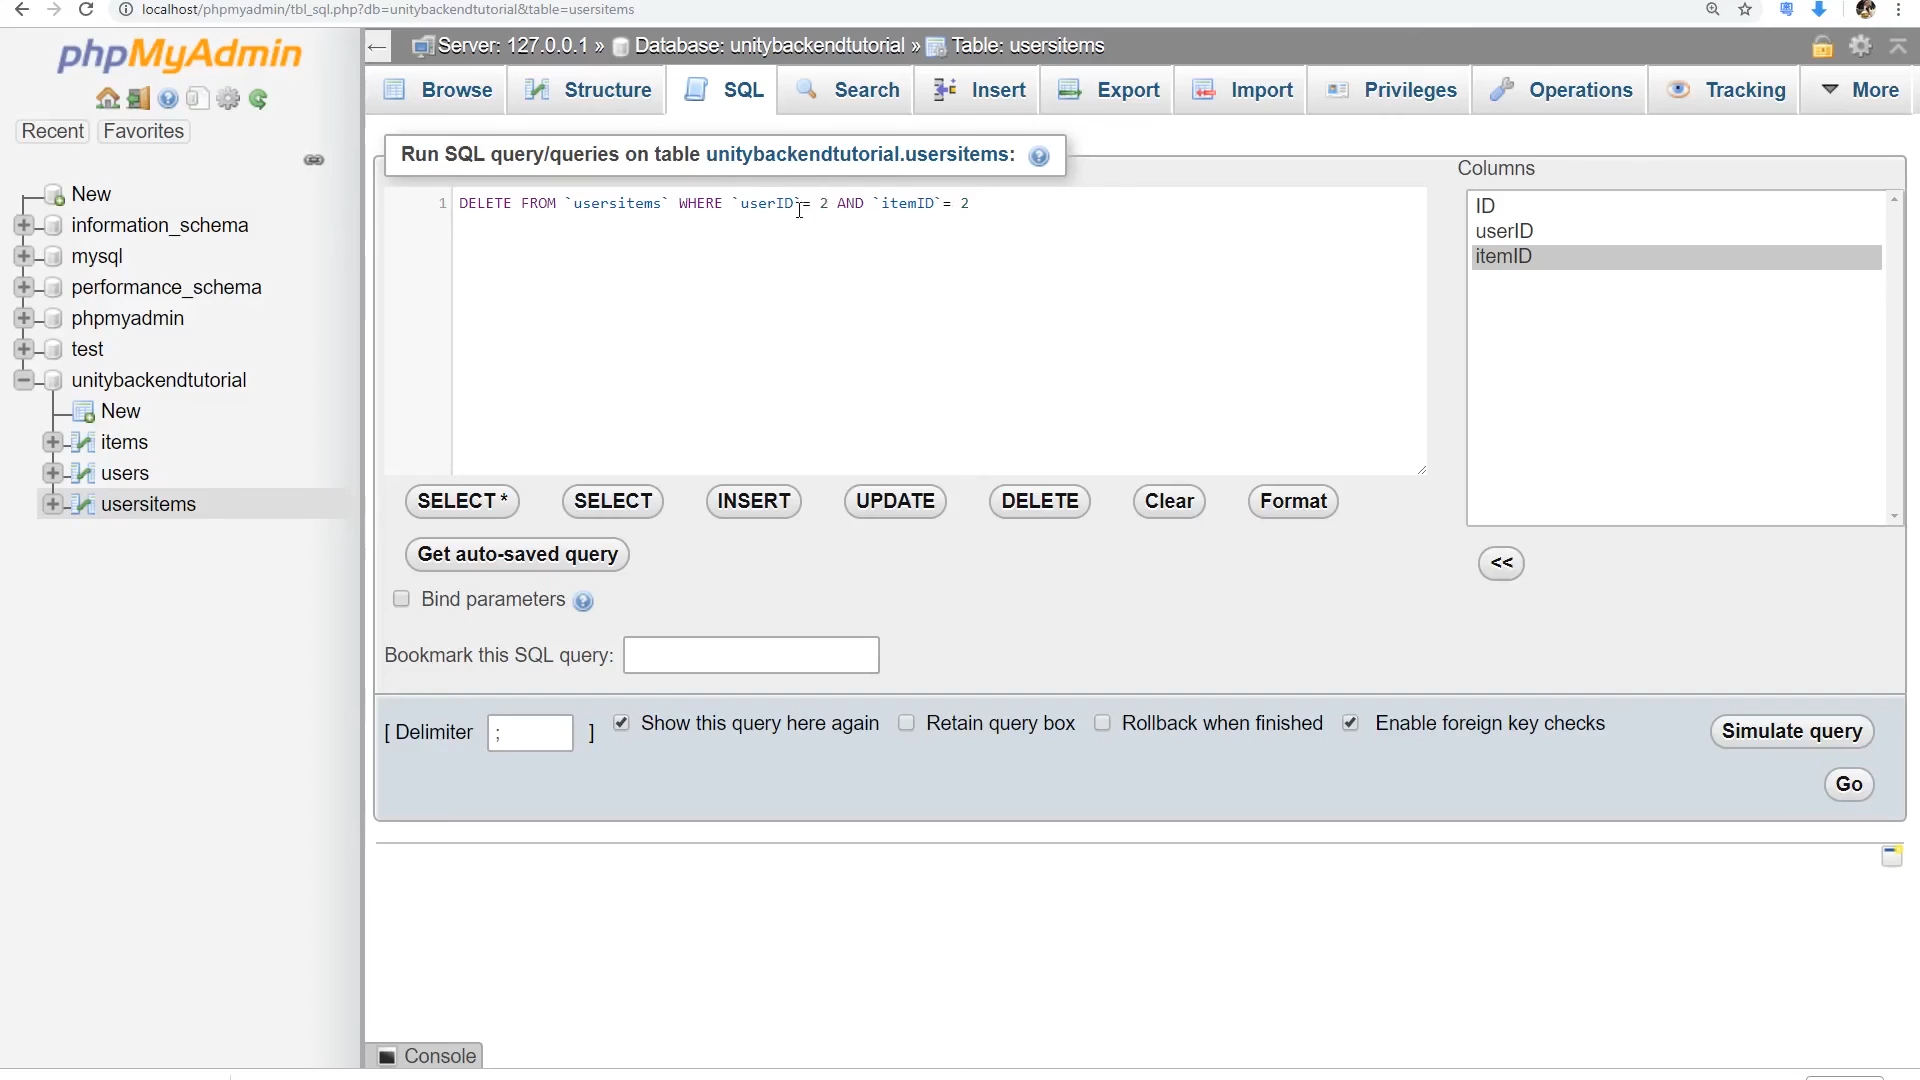 localhost/phpmyadmin/tbl_sql.php?db=unitybackendtutorial&table=usersitems
phpMyAdmin
Recent Favorites
New
information_schema
mysql
performance_schema
phpmyadmin
test
unitybackendtutorial
New
items
users
usersitems
Server: 127.0.0.1 » Database: unitybackendtutorial » Table: usersitems
Browse Structure SQL Search Insert Export Import Privileges Operations Tracking More
Run SQL query/queries on table unitybackendtutorial.usersitems:
1 DELETE FROM `usersitems` WHERE `userID`= 2 AND `itemID`= 2
Columns
ID
userID
itemID
<<
SELECT * SELECT INSERT UPDATE DELETE Clear Format
Get auto-saved query
Bind parameters
Bookmark this SQL query:
[ Delimiter ; ] Show this query here again Retain query box Rollback when finished Enable foreign key checks Simulate query
Go
Console